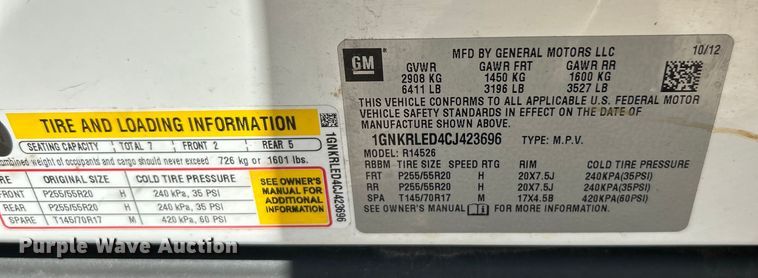 TIRE AND LOADING INFORMATION
SEATING CAPACITY TOTAL 7 FRONT 2 REAR 5
combined weight of occupants and cargo should never exceed 726 kg or 1601 lbs.
RE ORIGINAL SIZE COLD TIRE PRESSURE
FRONT P255/55R20 H 240 kPa, 35 PSI
REAR P255/55R20 H 240 kPa, 35 PSI
SPARE T145/70R17 M 420 kPa, 60 PSI
SEE OWNER'S
MANUAL FOR
ADDITIONAL
INFORMATION
1GNKRLED4CJ423696
GM
MFD BY GENERAL MOTORS LLC 10/12
GVWR GAWR FRT GAWR RR
2908 KG 1450 KG 1600 KG
6411 LB 3196 LB 3527 LB
THIS VEHICLE CONFORMS TO ALL APPLICABLE U.S. FEDERAL MOTOR
VEHICLE SAFETY STANDARDS IN EFFECT ON THE DATE OF
MANUFACTURE SHOWN ABOVE.
1GNKRLED4CJ423696 TYPE: M.P.V.
MODEL: R14526
RBBM TIRE SIZE SPEED RTG RIM COLD TIRE PRESSURE
FRT P255/55R20 H 20X7.5J 240KPA(35PSI)
RR P255/55R20 H 20X7.5J 240KPA(35PSI)
SPA T145/70R17 M 17X4.5B 420KPA(60PSI)
SEE OWNER'S MANUAL FOR MORE INFORMATION
Purple Wave Auction